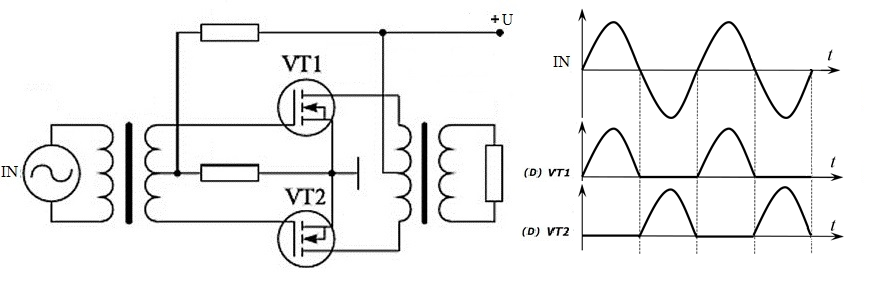 +U
VT1
IN
VT2
IN
t
(D) VT1
t
(D) VT2
t